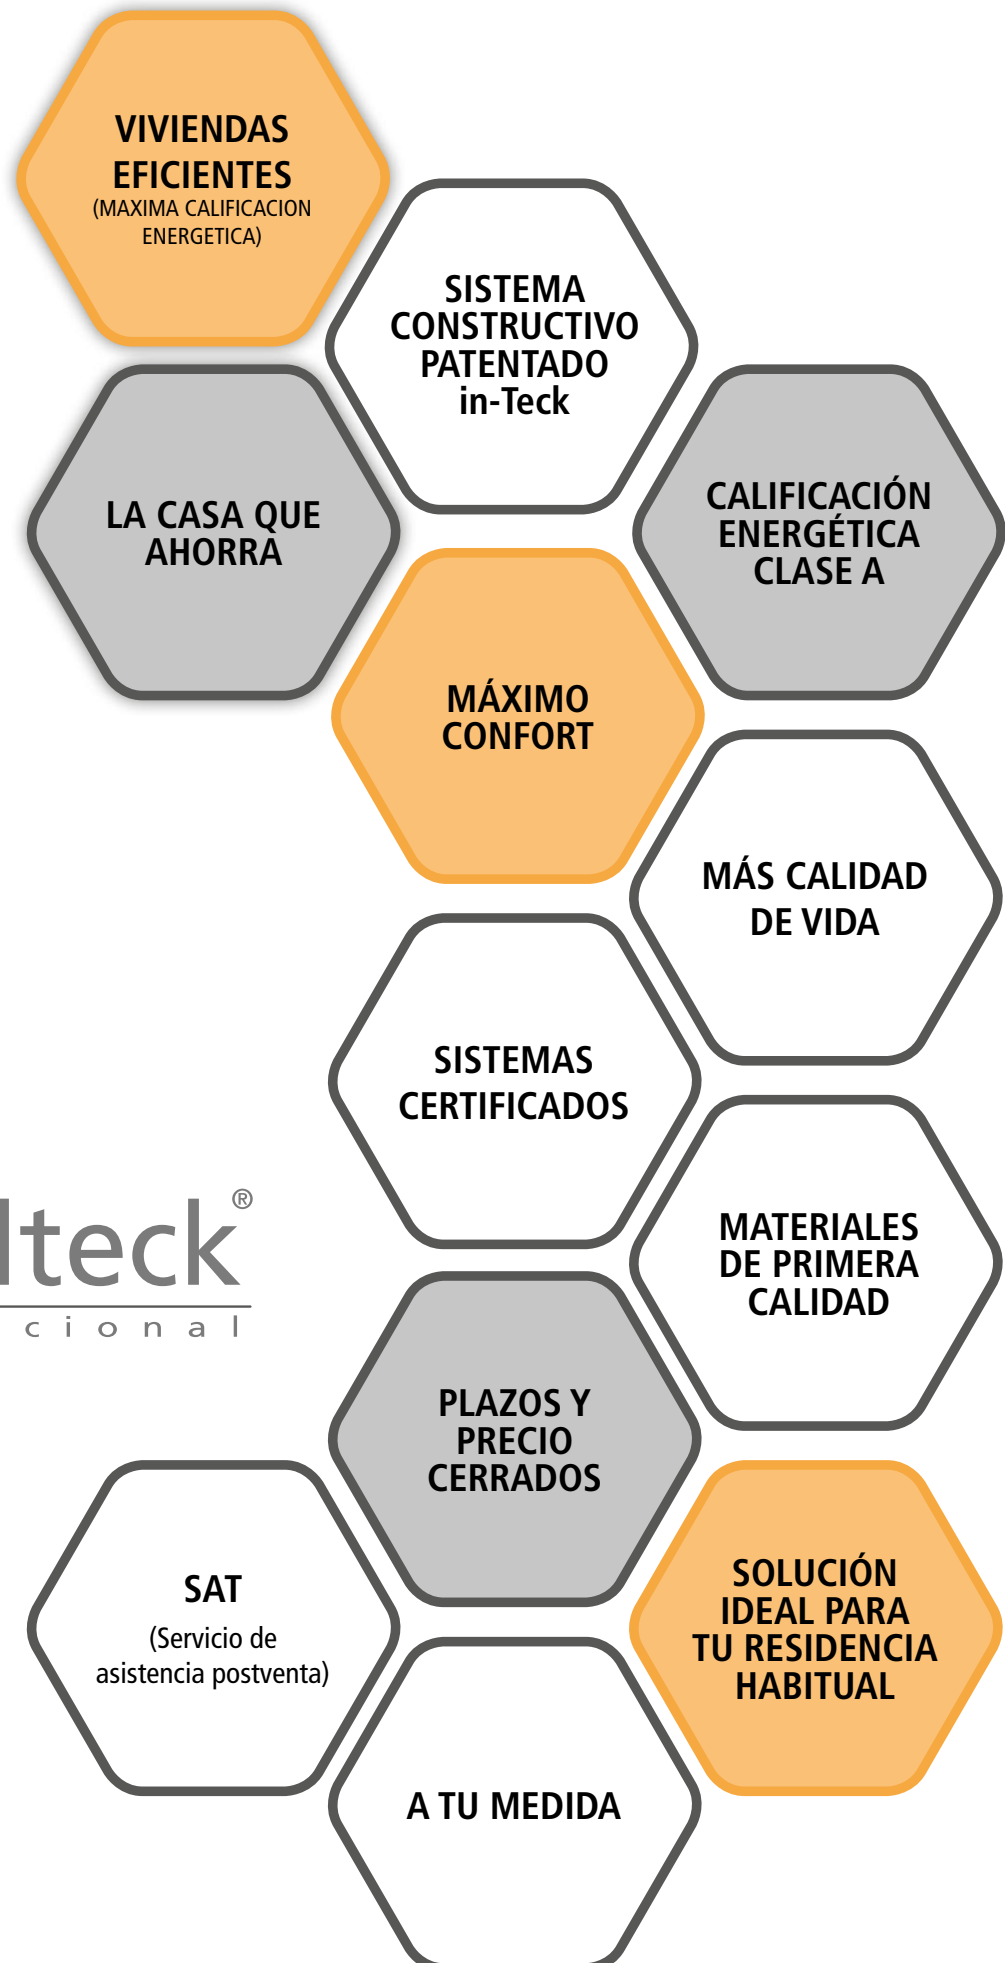 VIVIENDAS
EFICIENTES
(MAXIMA CALIFICACION
ENERGETICA)
SISTEMA
CONSTRUCTIVO
PATENTADO
in-Teck
LA CASA QUE
AHORRA
CALIFICACIÓN
ENERGÉTICA
CLASE A
MÁXIMO
CONFORT
MÁS CALIDAD
DE VIDA
SISTEMAS
CERTIFICADOS
lteck®
cional
MATERIALES
DE PRIMERA
CALIDAD
PLAZOS Y
PRECIO
CERRADOS
SAT
(Servicio de
asistencia postventa)
SOLUCIÓN
IDEAL PARA
TU RESIDENCIA
HABITUAL
A TU MEDIDA